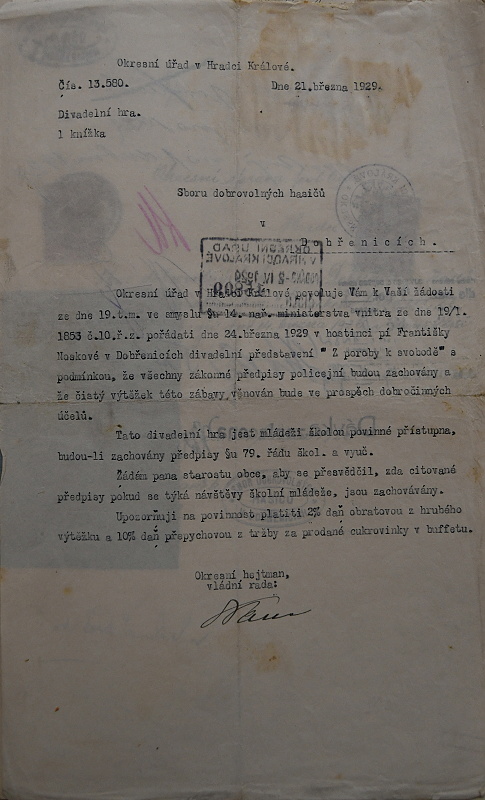 Okresní úřad v Hradci Králové.
Čís. 13.580. Dne 21.března 1929.
Divadelní hra.
1 knížka
Sboru dobrovolných hasičů
v
Dobřenicích.
Okresní úřad v Hradci Králové povoluje Vám k Vaší žádosti
ze dne 19.t.m. ve smyslu §u 14. nař. ministerstva vnitra ze dne 19/1.
1853 č.10.ř.z. pořádati dne 24.března 1929 v hostinci pí Františky
Noskové v Dobřenicích divadelní představení " Z poroby k svobodě" s
podmínkou, že všechny zákonné předpisy policejní budou zachovány a
že čistý výtěžek této zábavy věnován bude ve prospěch dobročinných
účelů.
Tato divadelní hra jest mládeži školou povinné přístupna,
budou-li zachovány předpisy §u 79. řádu škol. a vyuč.
Žádám pana starostu obce, aby se přesvědčil, zda citované
předpisy pokud se týká návštěvy školní mládeže, jsou zachovávány.
Upozorňuji na povinnost platiti 2% daň obratovou z hrubého
výtěžku a 10% daň přepychovou z tržby za prodané cukrovinky v buffetu.
Okresní hejtman,
vládní rada: